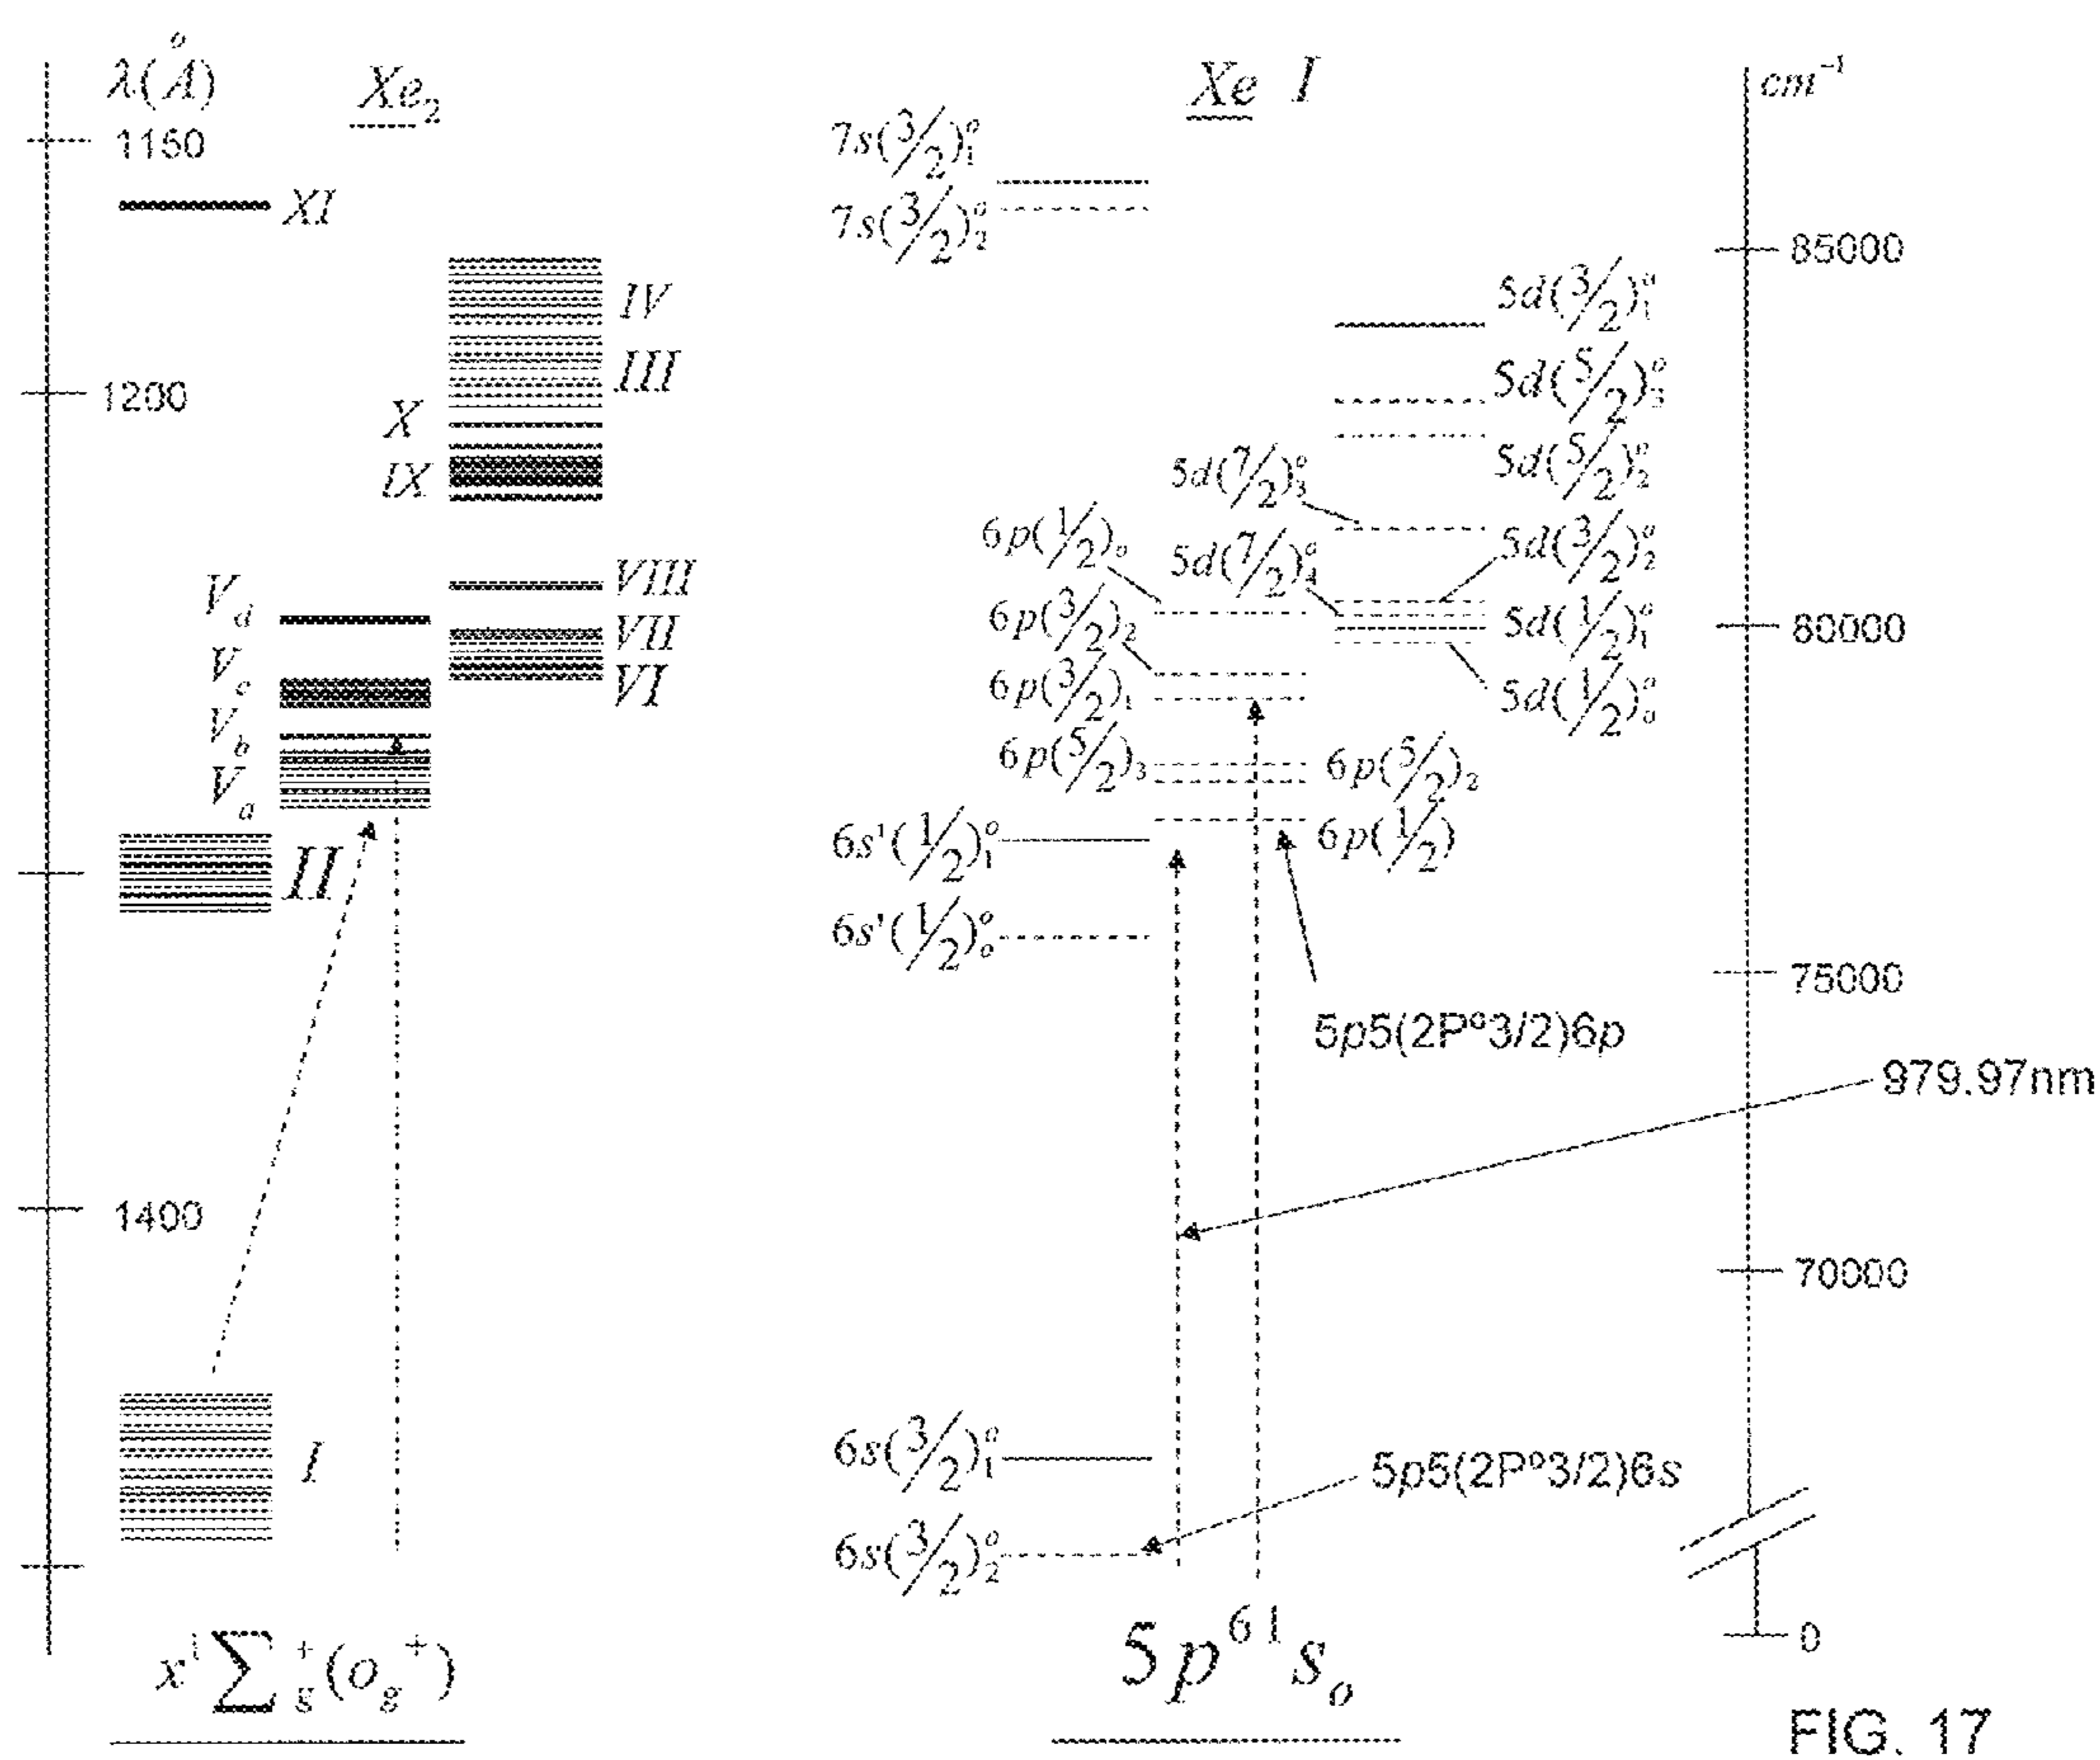 λ(Å)
Xe₂
1150
XI
IV
III
1200
X
IX
VIII
V_d
VII
V_c
VI
V_b
V_a
II
1400
I
x¹∑⁺_g(o_g⁺)
Xe I
cm⁻¹
7s(3/2)°₁
7s(3/2)°₂
85000
5d(3/2)°₁
5d(5/2)°₃
5d(5/2)°₂
5d(7/2)°₃
6p(1/2)₀
5d(7/2)°₄
5d(3/2)°₂
6p(3/2)₂
5d(1/2)°₁
80000
6p(3/2)₁
5d(1/2)°₀
6p(5/2)₃
6p(5/2)₂
6s'(1/2)°₁
6p(1/2)
6s'(1/2)°₀
75000
5p5(2P°3/2)6p
979.97nm
70000
6s(3/2)°₁
5p5(2P°3/2)6s
6s(3/2)°₂
0
5p⁶¹s₀
FIG. 17